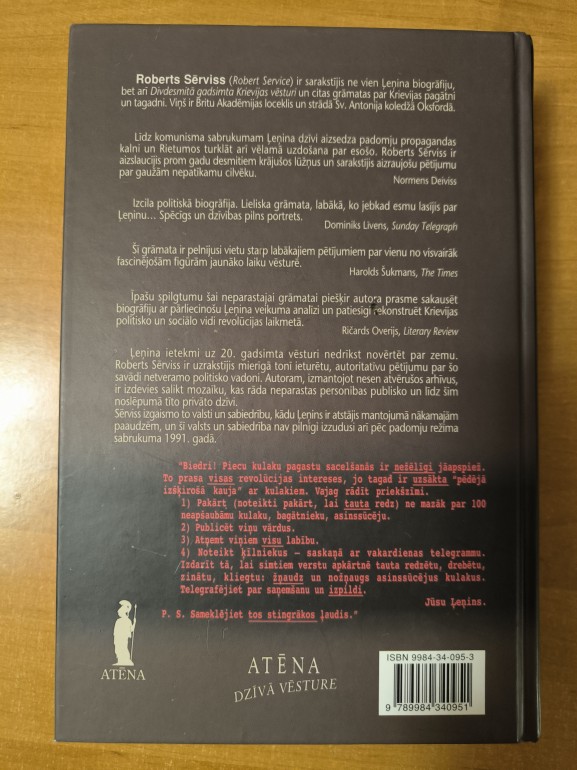 Roberts Sērviss (Robert Service) ir sarakstījis ne vien Ļeņina biogrāfiju,
bet arī Divdesmitā gadsimta Krievijas vēsturi un citas grāmatas par Krievijas pagātni
un tagadni. Viņš ir Britu Akadēmijas loceklis un strādā Sv. Antonija koledžā Oksfordā.
Līdz komunisma sabrukumam Ļeņina dzīvi aizsedza padomju propagandas
kalni un Rietumos turklāt arī vēlamā uzdošana par esošo. Roberts Sērviss ir
aizslaucījis prom gadu desmitiem krājušos lūžņus un sarakstījis aizraujošu pētījumu
par gaužām nepatīkamu cilvēku.
Normens Deiviss
Izcila politiskā biogrāfija. Lieliska grāmata, labākā, ko jebkad esmu lasījis par
Ļeņinu... Spēcīgs un dzīvības pilns portrets.
Dominiks Livens, Sunday Telegraph
Šī grāmata ir pelnījusi vietu starp labākajiem pētījumiem par vienu no visvairāk
fascinējošām figūrām jaunāko laiku vēsturē.
Harolds Šukmans, The Times
Īpašu spilgtumu šai neparastajai grāmatai piešķir autora prasme sakausēt
biogrāfiju ar pārliecinošu Ļeņina veikuma analīzi un patiesīgi rekonstruēt Krievijas
politisko un sociālo vidi revolūcijas laikmetā.
Ričards Overijs, Literary Review
Ļeņina ietekmi uz 20. gadsimta vēsturi nedrīkst novērtēt par zemu.
Roberts Sērviss ir uzrakstījis mierīgā tonī ieturētu, autoritatīvu pētījumu par šo
savādi netveramo politisko vadoni. Autoram, izmantojot nesen atvērušos arhīvus,
ir izdevies salikt mozaīku, kas rāda neparastas personības publisko un līdz šim
noslēpumā tīto privāto dzīvi.
Sērviss izgaismo to valsti un sabiedrību, kādu Ļeņins ir atstājis mantojumā nākamajām
paaudzēm, un šī valsts un sabiedrība nav pilnīgi izzudusi arī pēc padomju režīma
sabrukuma 1991. gadā.
"Biedri! Piecu kulaku pagastu sacelšanās ir nežēlīgi jāapspiež.
To prasa visas revolūcijas intereses, jo tagad ir uzsākta "pēdējā
izšķirošā kauja" ar kulakiem. Vajag rādīt priekšzīmi.
1) Pakārt (noteikti pakārt, lai tauta redz) ne mazāk par 100
neapšaubāmu kulaku, bagātnieku, asinssūcēju.
2) Publicēt viņu vārdus.
3) Atņemt viņiem visu labību.
4) Noteikt ķīlniekus – saskaņā ar vakardienas telegrammu.
Izdarīt tā, lai simtiem verstu apkārtnē tauta redzētu, drebētu,
zinātu, kliegtu: žņaudz un nožņaugs asinssūcējus kulakus.
Telegrafējiet par saņemšanu un izpildi.
Jūsu Ļeņins.
P. S. Sameklējiet tos stingrākos ļaudis."
ATĒNA
ATĒNA
DZĪVĀ VĒSTURE
ISBN 9984-34-095-3
9 789984 340951